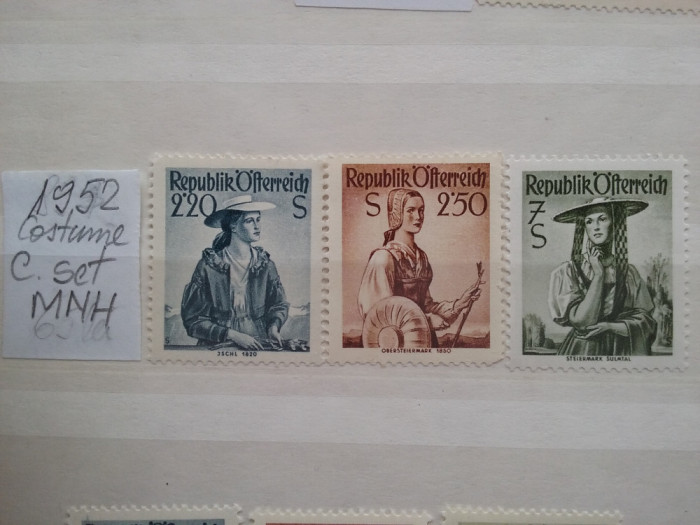 1952
Costume
C. Set
MNH
Republik Österreich
2'20 S
JSCHL 1820
Republik Österreich
S 2'50
OBERSTEIERMARK 1850
Republik Österreich
7
S
STEIERMARK SULMTAL